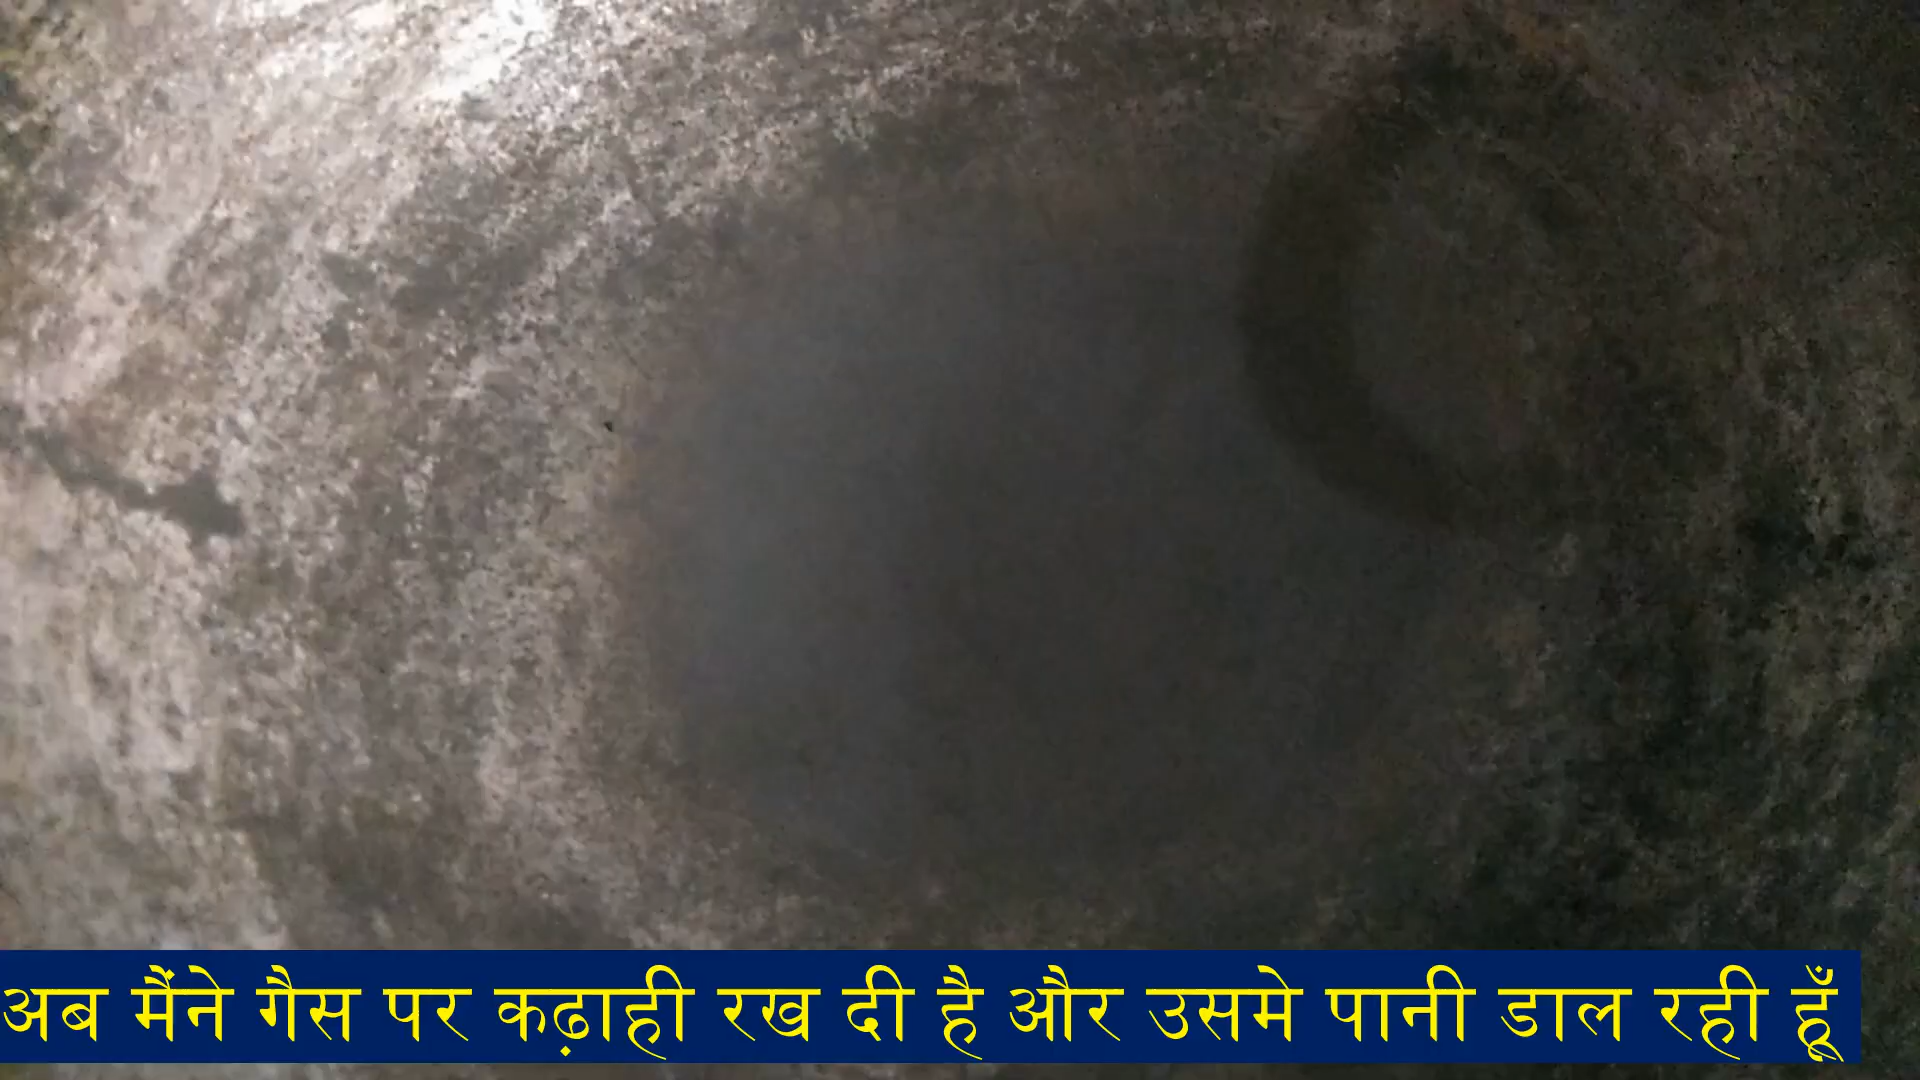 अब मैंने गैस पर कढ़ाही रख दी है और उसमे पानी डाल रही हूँ